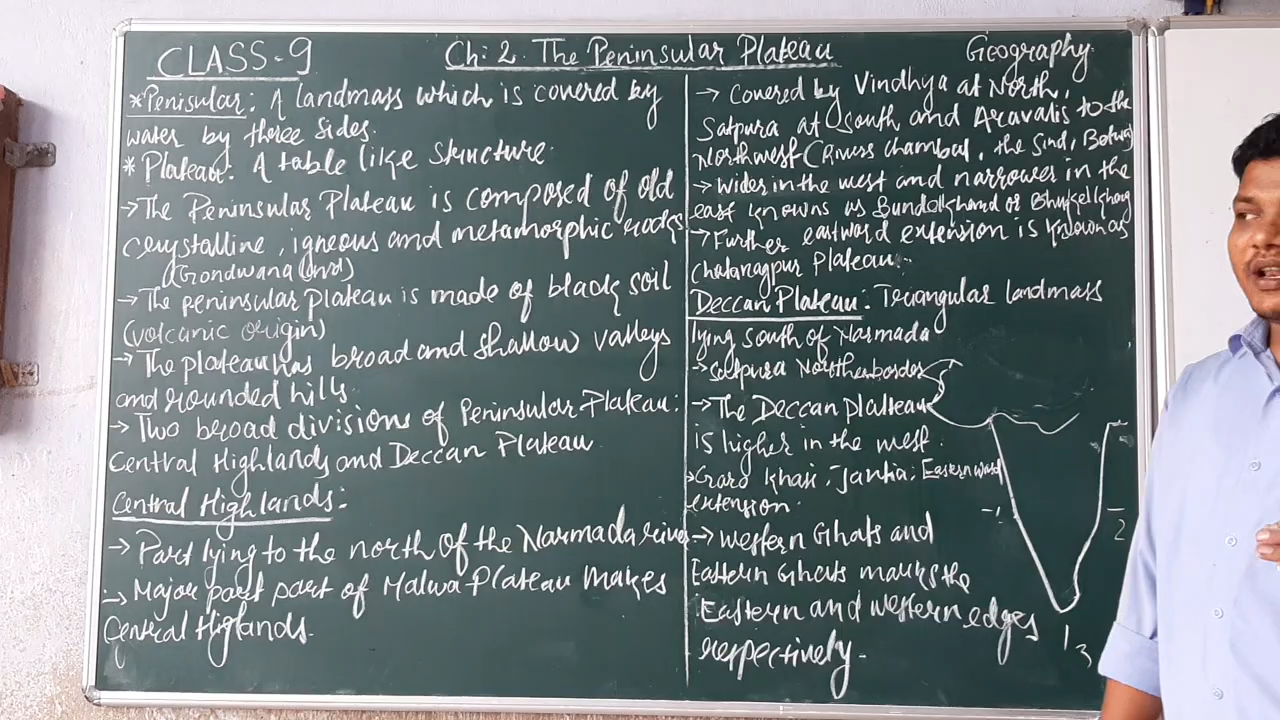 CLASS-9
Ch: 2. The Peninsular Plateau
Geography
*Penisular: A landmass which is covered by
water by three sides.
* Plateau: A table like structure
→ The Peninsular Plateau is composed of old
crystalline, igneous and metamorphic rocks
(Gondwana land)
→ The peninsular plateau is made of black soil
(volcanic origin)
→ The plateau has broad and shallow valleys
and rounded hills.
→ Two broad divisions of Peninsular Plateau:
Central Highlands and Deccan Plateau
Central Highlands:-
→ Part lying to the north of the Narmada river
→ Major part part of Malwa Plateau Makes
Central Highlands.
→ Covered by Vindhya at North,
Satpura at South and Aravalis to the
Northwest (Rivers chambal, the Sind, Betwa)
→ Wider in the west and narrower in the
east knowns as Bundelkhand or
→ Further eastward extension is known as
Chotanagpur Plateau:-
Deccan Plateau: Triangular landmass
lying south of Narmada
→ Satpura Northern border
→ The Deccan plateau
is higher in the west.
→ Garo Khasi, Jantia: Eastern ward
extension.
→ Western Ghats and
Eastern Ghats marks the
Eastern and western edges
respectively.
-1
-2
3